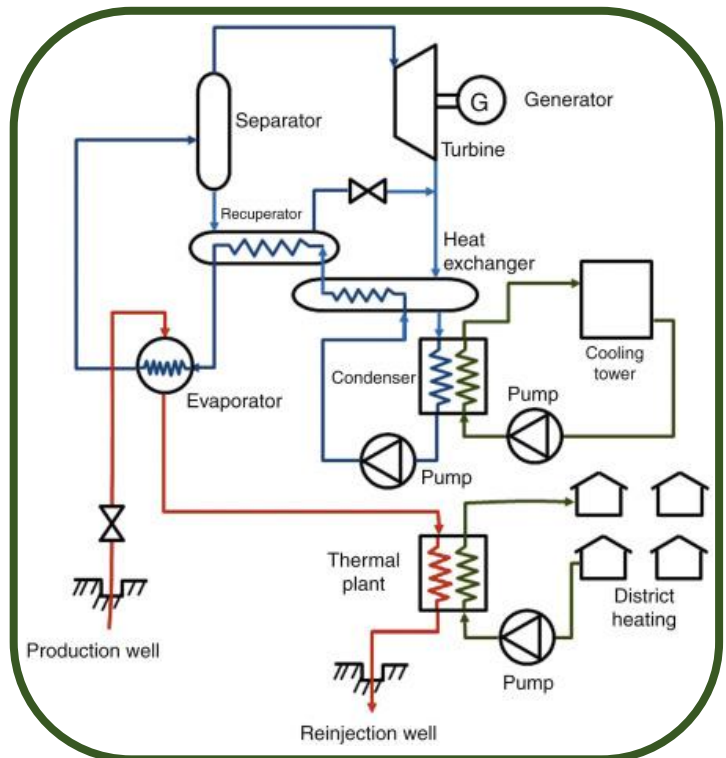 Separator
G
Generator
Turbine
Recuperator
Heat
exchanger
Cooling
tower
Condenser
Evaporator
Pump
Pump
Thermal
plant
District
heating
Production well
Pump
Reinjection well